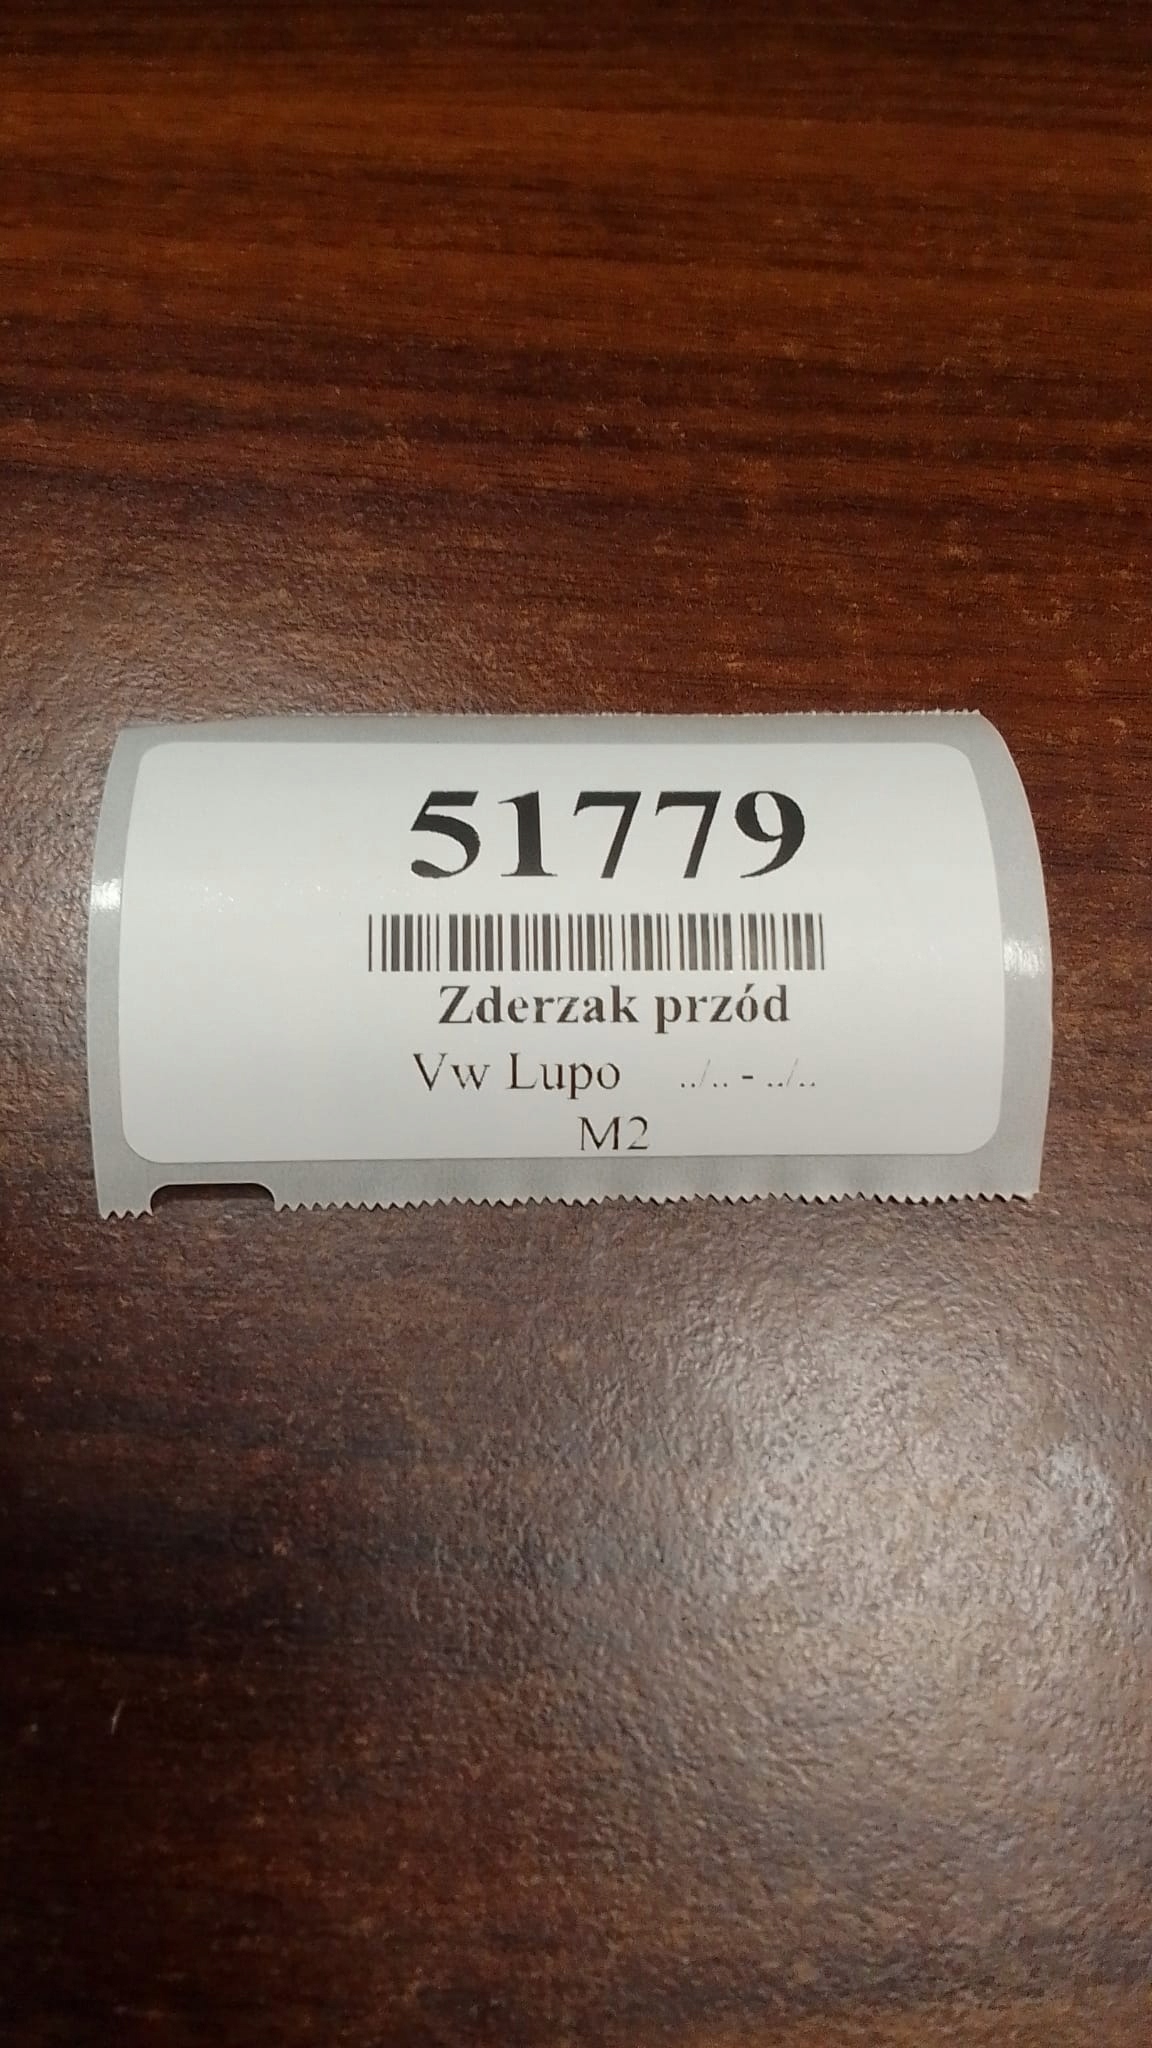 51779
Zderzak przód
Vw Lupo ../.. - ../..
M2